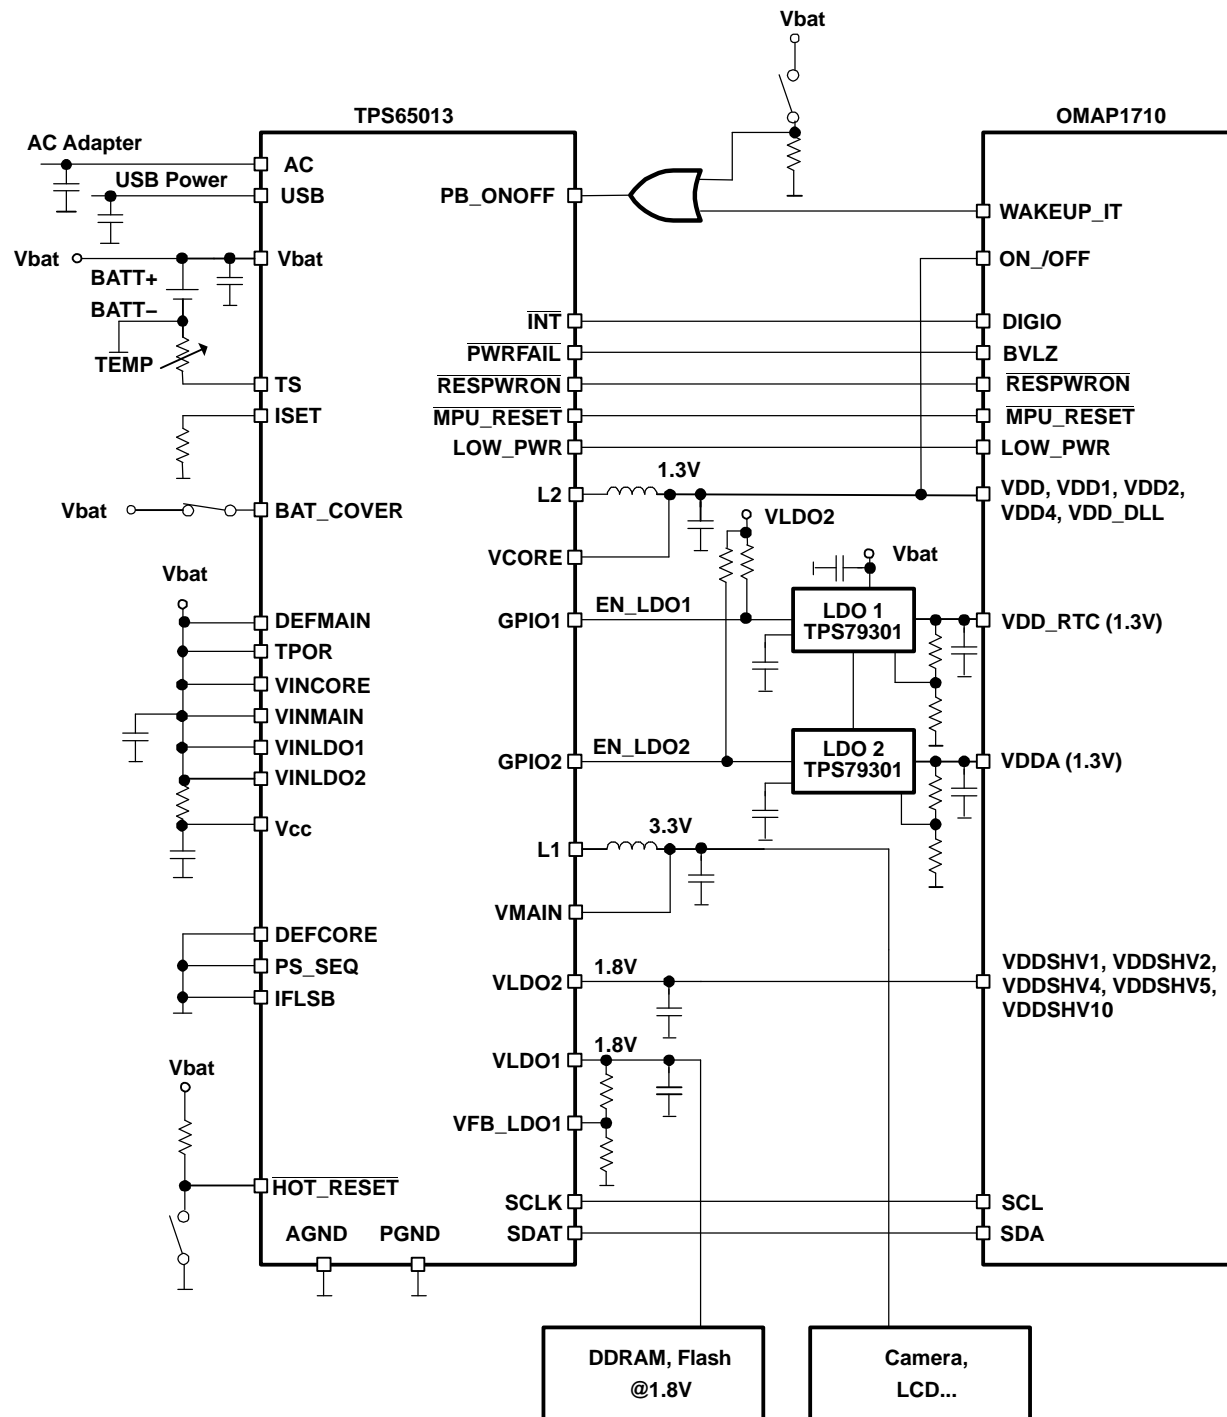 Vbat
TPS65013
OMAP1710
AC Adapter
AC
USB Power
USB
PB_ONOFF
WAKEUP_IT
Vbat
Vbat
ON_/OFF
BATT+
BATT−
INT
DIGIO
TEMP
PWRFAIL
BVLZ
TS
RESPWRON
RESPWRON
ISET
MPU_RESET
MPU_RESET
LOW_PWR
LOW_PWR
1.3V
L2
VDD, VDD1, VDD2,
VDD4, VDD_DLL
Vbat
BAT_COVER
VLDO2
VCORE
Vbat
Vbat
EN_LDO1
DEFMAIN
GPIO1
LDO 1
TPS79301
VDD_RTC (1.3V)
TPOR
VINCORE
VINMAIN
VINLDO1
EN_LDO2
GPIO2
LDO 2
TPS79301
VDDA (1.3V)
VINLDO2
Vcc
3.3V
L1
VMAIN
DEFCORE
PS_SEQ
1.8V
VLDO2
VDDSHV1, VDDSHV2,
VDDSHV4, VDDSHV5,
VDDSHV10
IFLSB
1.8V
VLDO1
Vbat
VFB_LDO1
HOT_RESET
SCLK
SCL
AGND
PGND
SDAT
SDA
DDRAM, Flash
@1.8V
Camera,
LCD...